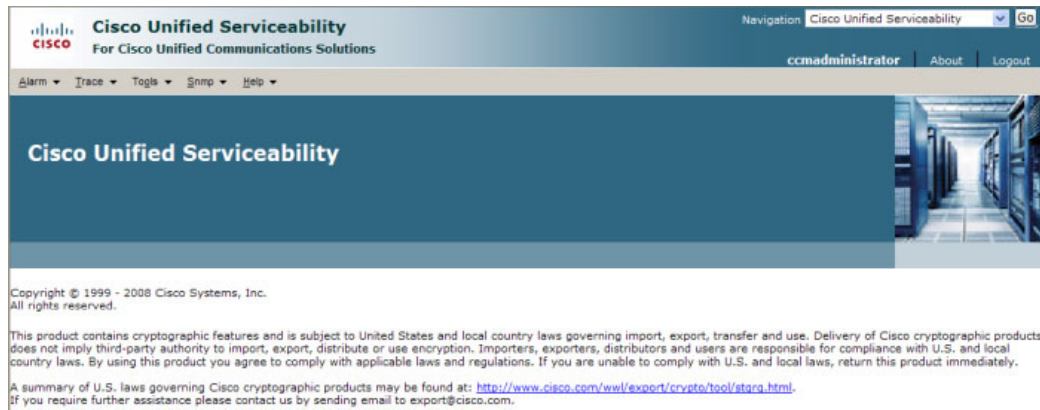 CISCO
Cisco Unified Serviceability
For Cisco Unified Communications Solutions
Navigation Cisco Unified Serviceability Go
ccmadministrator About Logout
Alarm Trace Tools Snmp Help
Cisco Unified Serviceability
Copyright © 1999 - 2008 Cisco Systems, Inc.
All rights reserved.
This product contains cryptographic features and is subject to United States and local country laws governing import, export, transfer and use. Delivery of Cisco cryptographic products
does not imply third-party authority to import, export, distribute or use encryption. Importers, exporters, distributors and users are responsible for compliance with U.S. and local
country laws. By using this product you agree to comply with applicable laws and regulations. If you are unable to comply with U.S. and local laws, return this product immediately.
A summary of U.S. laws governing Cisco cryptographic products may be found at: http://www.cisco.com/wwl/export/crypto/tool/stqrg.html.
If you require further assistance please contact us by sending email to export@cisco.com.